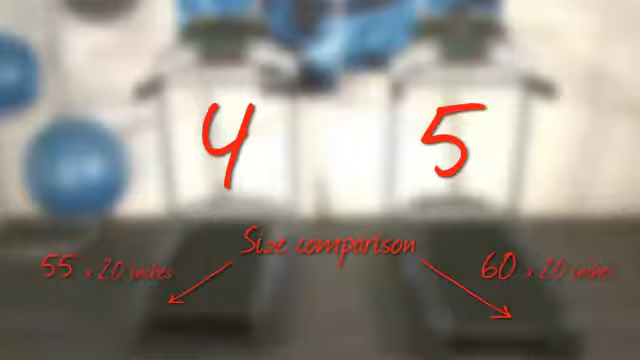 4 5
Size comparison
55 x 20 inches
60 x 20 inches